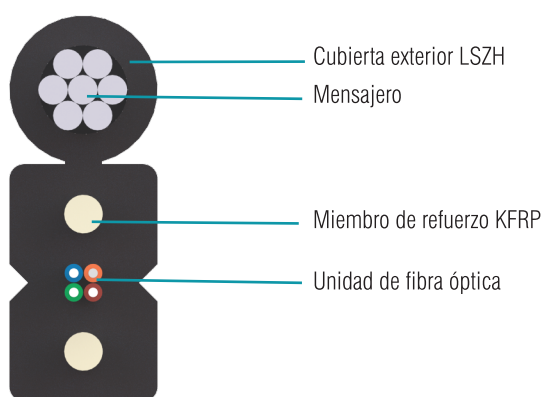 Cubierta exterior LSZH
Mensajero
Miembro de refuerzo KFRP
Unidad de fibra óptica